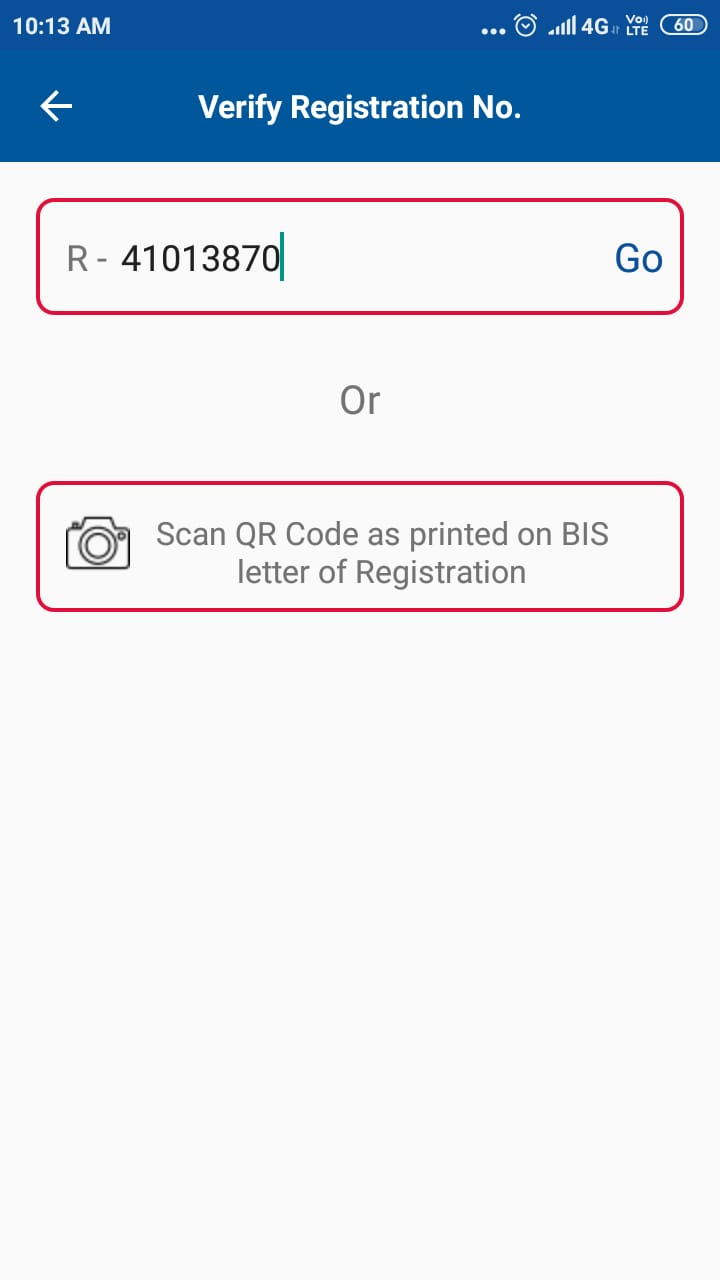 10:13 AM ... 4G Vo) LTE 60
Verify Registration No.
R - 41013870 Go
Or
Scan QR Code as printed on BIS
letter of Registration